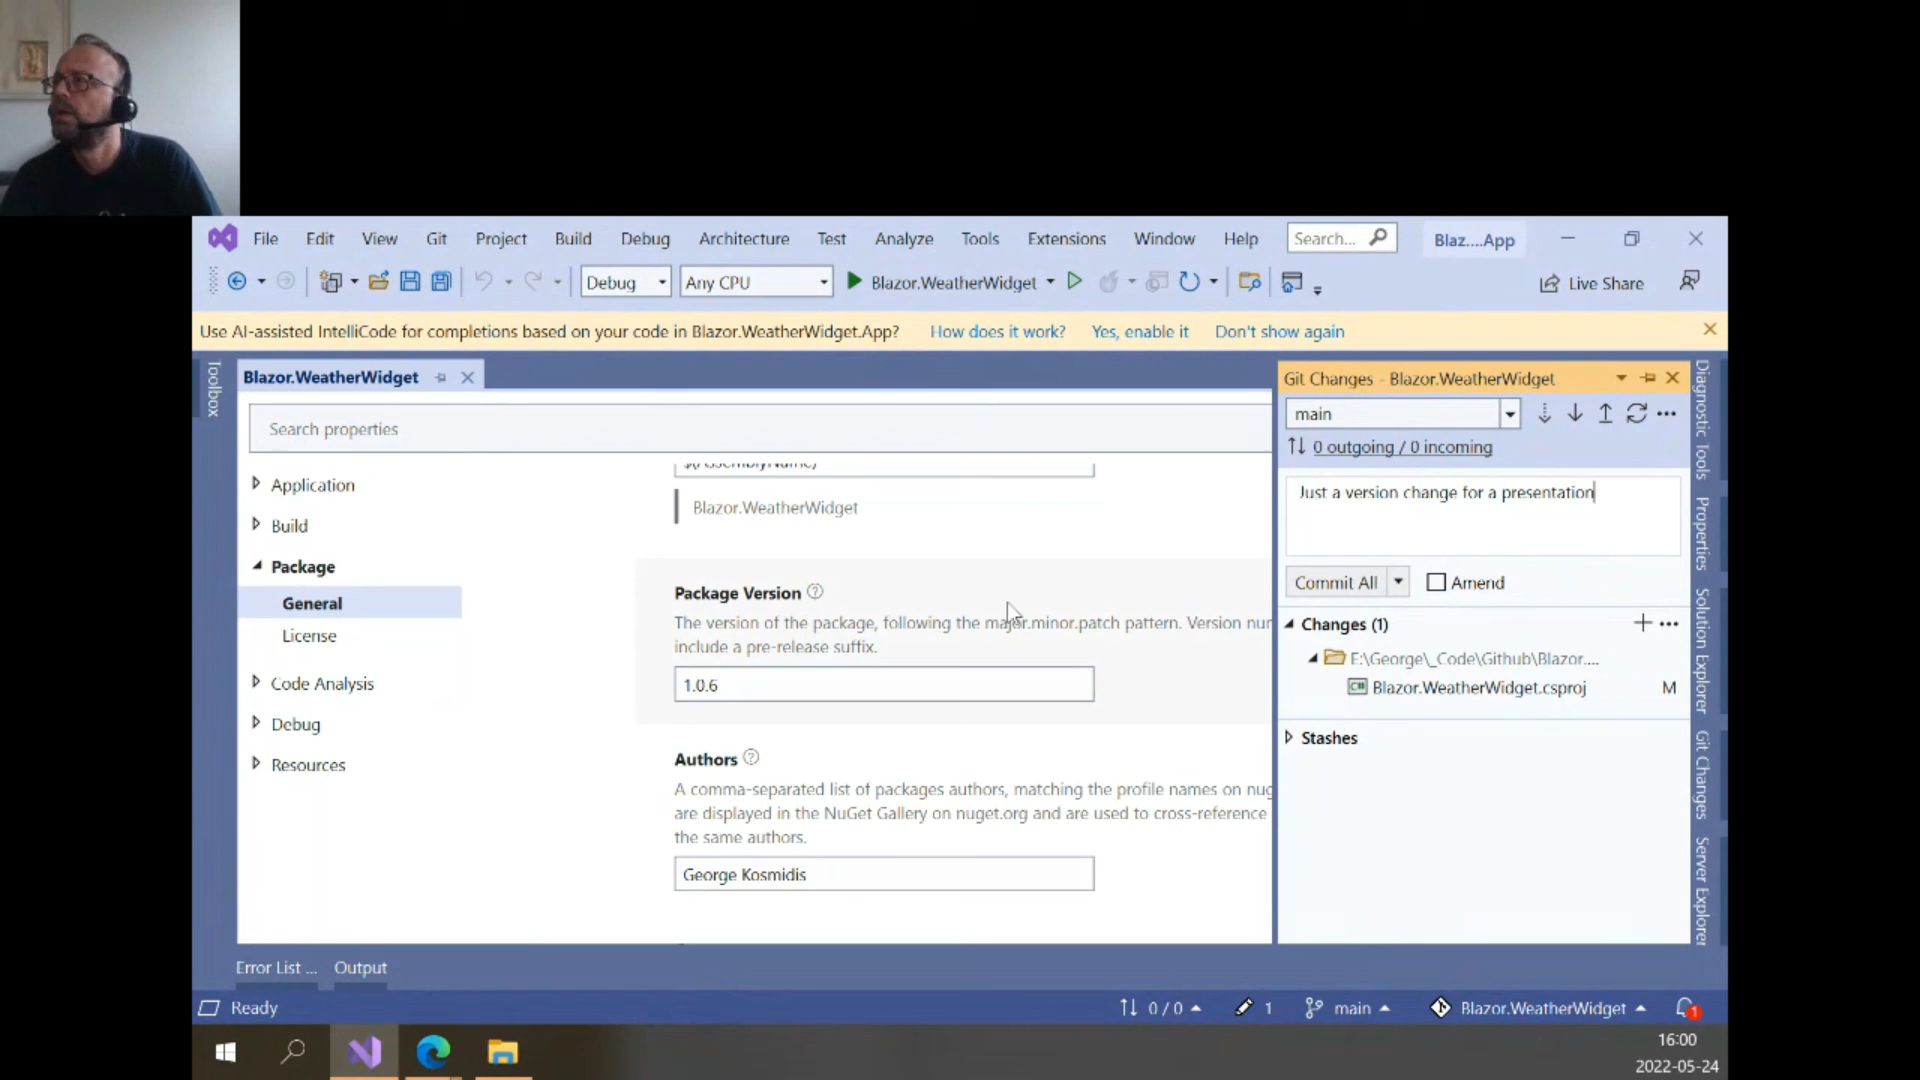 File Edit View Git Project Build Debug Architecture Test Analyze Tools Extensions Window Help Search... Blaz....App
Debug Any CPU Blazor.WeatherWidget Live Share
Use AI-assisted IntelliCode for completions based on your code in Blazor.WeatherWidget.App? How does it work? Yes, enable it Don't show again
Toolbox
Blazor.WeatherWidget
Search properties
Application
Build
Package
General
License
Code Analysis
Debug
Resources
$(AssemblyName)
Blazor.WeatherWidget
Package Version
The version of the package, following the major.minor.patch pattern. Version nur
include a pre-release suffix.
1.0.6
Authors
A comma-separated list of packages authors, matching the profile names on nug
are displayed in the NuGet Gallery on nuget.org and are used to cross-reference
the same authors.
George Kosmidis
Git Changes - Blazor.WeatherWidget
main
0 outgoing / 0 incoming
Just a version change for a presentation
Commit All Amend
Changes (1)
E:\George\_Code\Github\Blazor....
Blazor.WeatherWidget.csproj M
Stashes
Diagnostic Tools
Properties
Solution Explorer
Git Changes
Server Explorer
Error List ... Output
Ready 0 / 0 1 main Blazor.WeatherWidget 1
16:00
2022-05-24